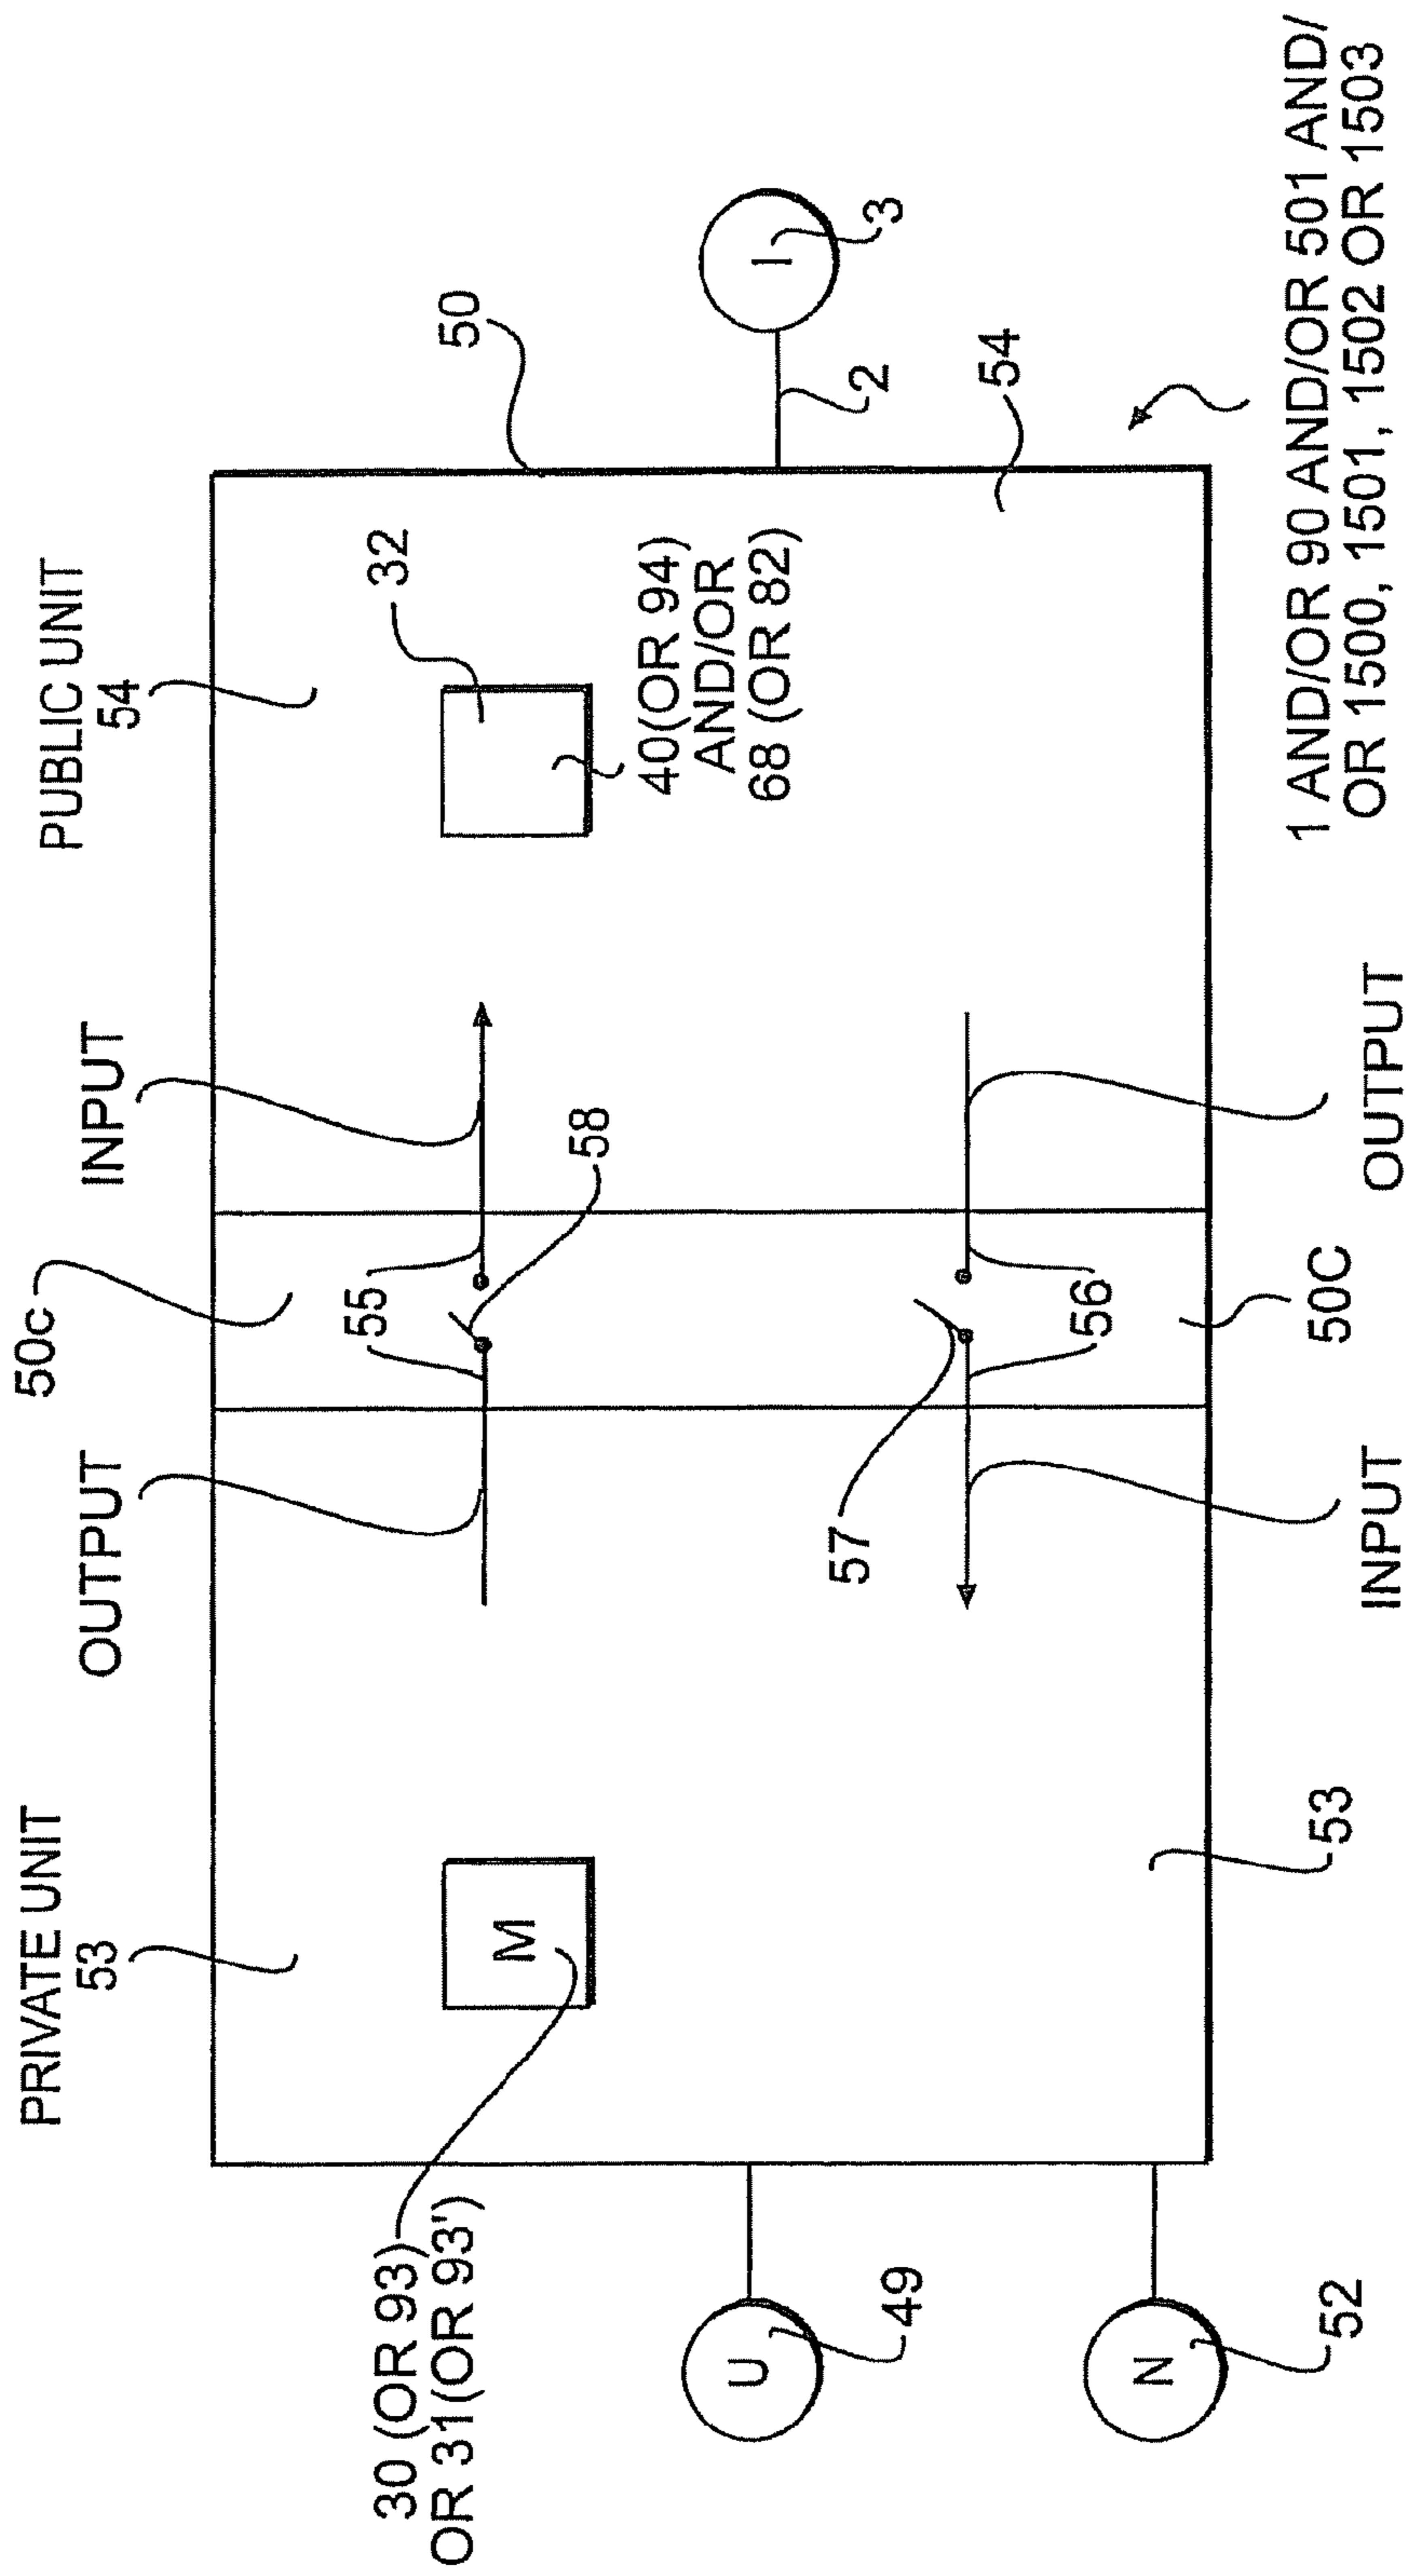 PRIVATE UNIT
53
OUTPUT
50c
INPUT
PUBLIC UNIT
54
30 (OR 93)
OR 31(OR 93')
M
55
58
32
40(OR 94)
AND/OR
68 (OR 82)
50
U
49
57
I
3
2
N
52
53
INPUT
56
50C
OUTPUT
54
1 AND/OR 90 AND/OR 501 AND/
OR 1500, 1501, 1502 OR 1503